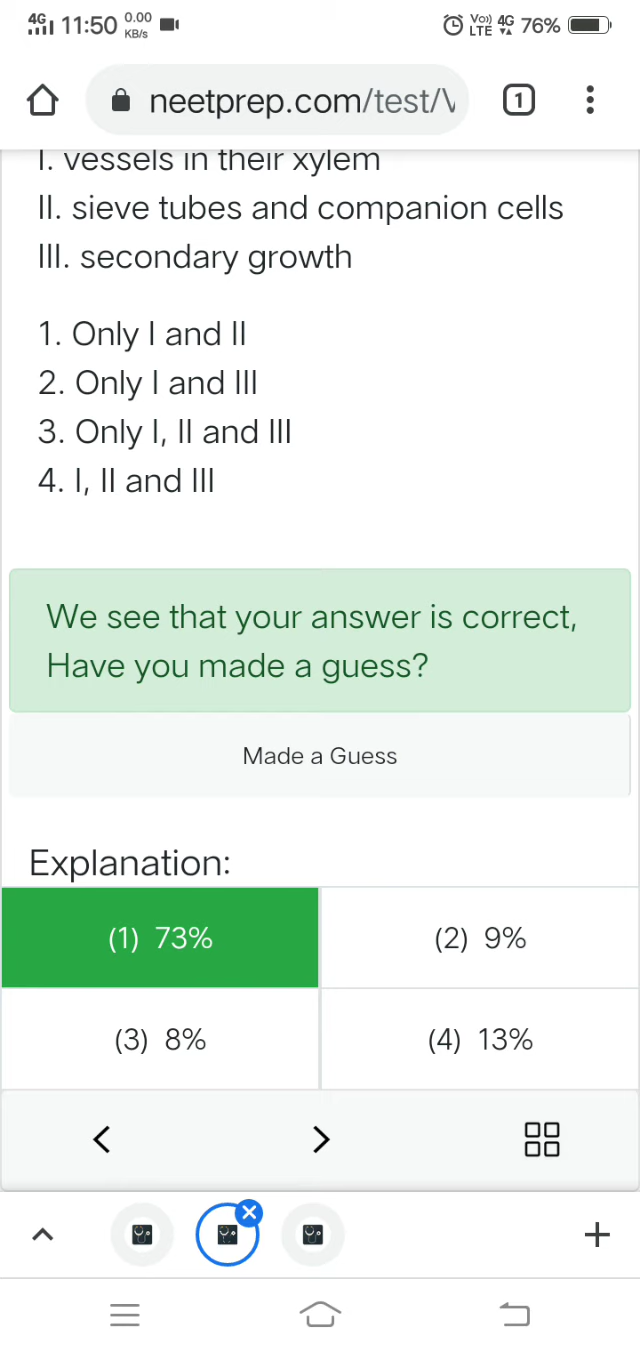 4G 11:50 0.00 KB/s
Vo)) LTE 4G 76%
neetprep.com/test/V
1
I. vessels in their xylem
II. sieve tubes and companion cells
III. secondary growth
1. Only I and II
2. Only I and III
3. Only I, II and III
4. I, II and III
We see that your answer is correct,
Have you made a guess?
Made a Guess
Explanation:
(1) 73%
(2) 9%
(3) 8%
(4) 13%